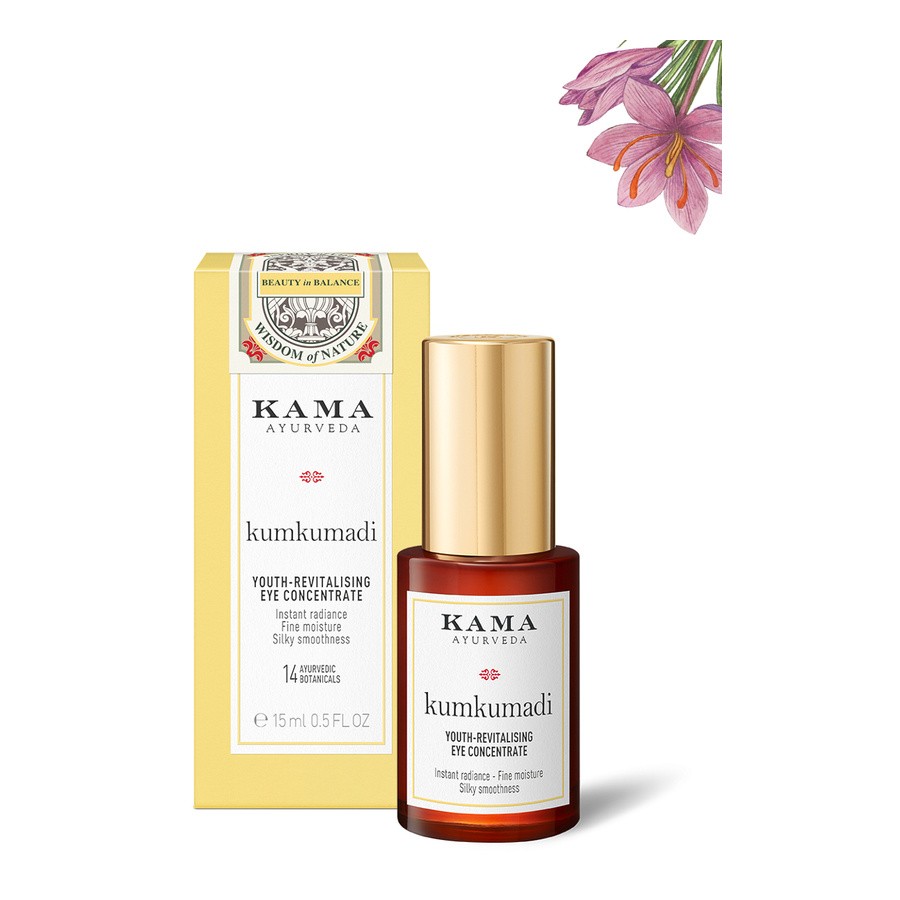 BEAUTY in BALANCE
WISDOM of NATURE
KAMA
AYURVEDA
kumkumadi
YOUTH-REVITALISING
EYE CONCENTRATE
Instant radiance
Fine moisture
Silky smoothness
14 AYURVEDIC
BOTANICALS
℮ 15 ml 0.5 FL OZ
KAMA
AYURVEDA
kumkumadi
YOUTH-REVITALISING
EYE CONCENTRATE
Instant radiance - Fine moisture
Silky smoothness